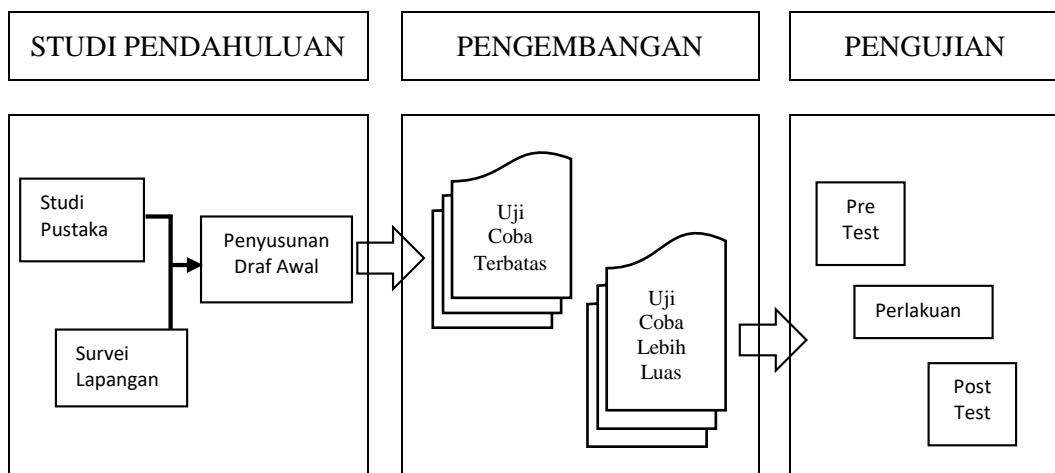 STUDI PENDAHULUAN
PENGEMBANGAN
PENGUJIAN
Studi
Pustaka
Penyusunan
Draf Awal
Survei
Lapangan
Uji
Coba
Terbatas
Uji
Coba
Lebih
Luas
Pre
Test
Perlakuan
Post
Test